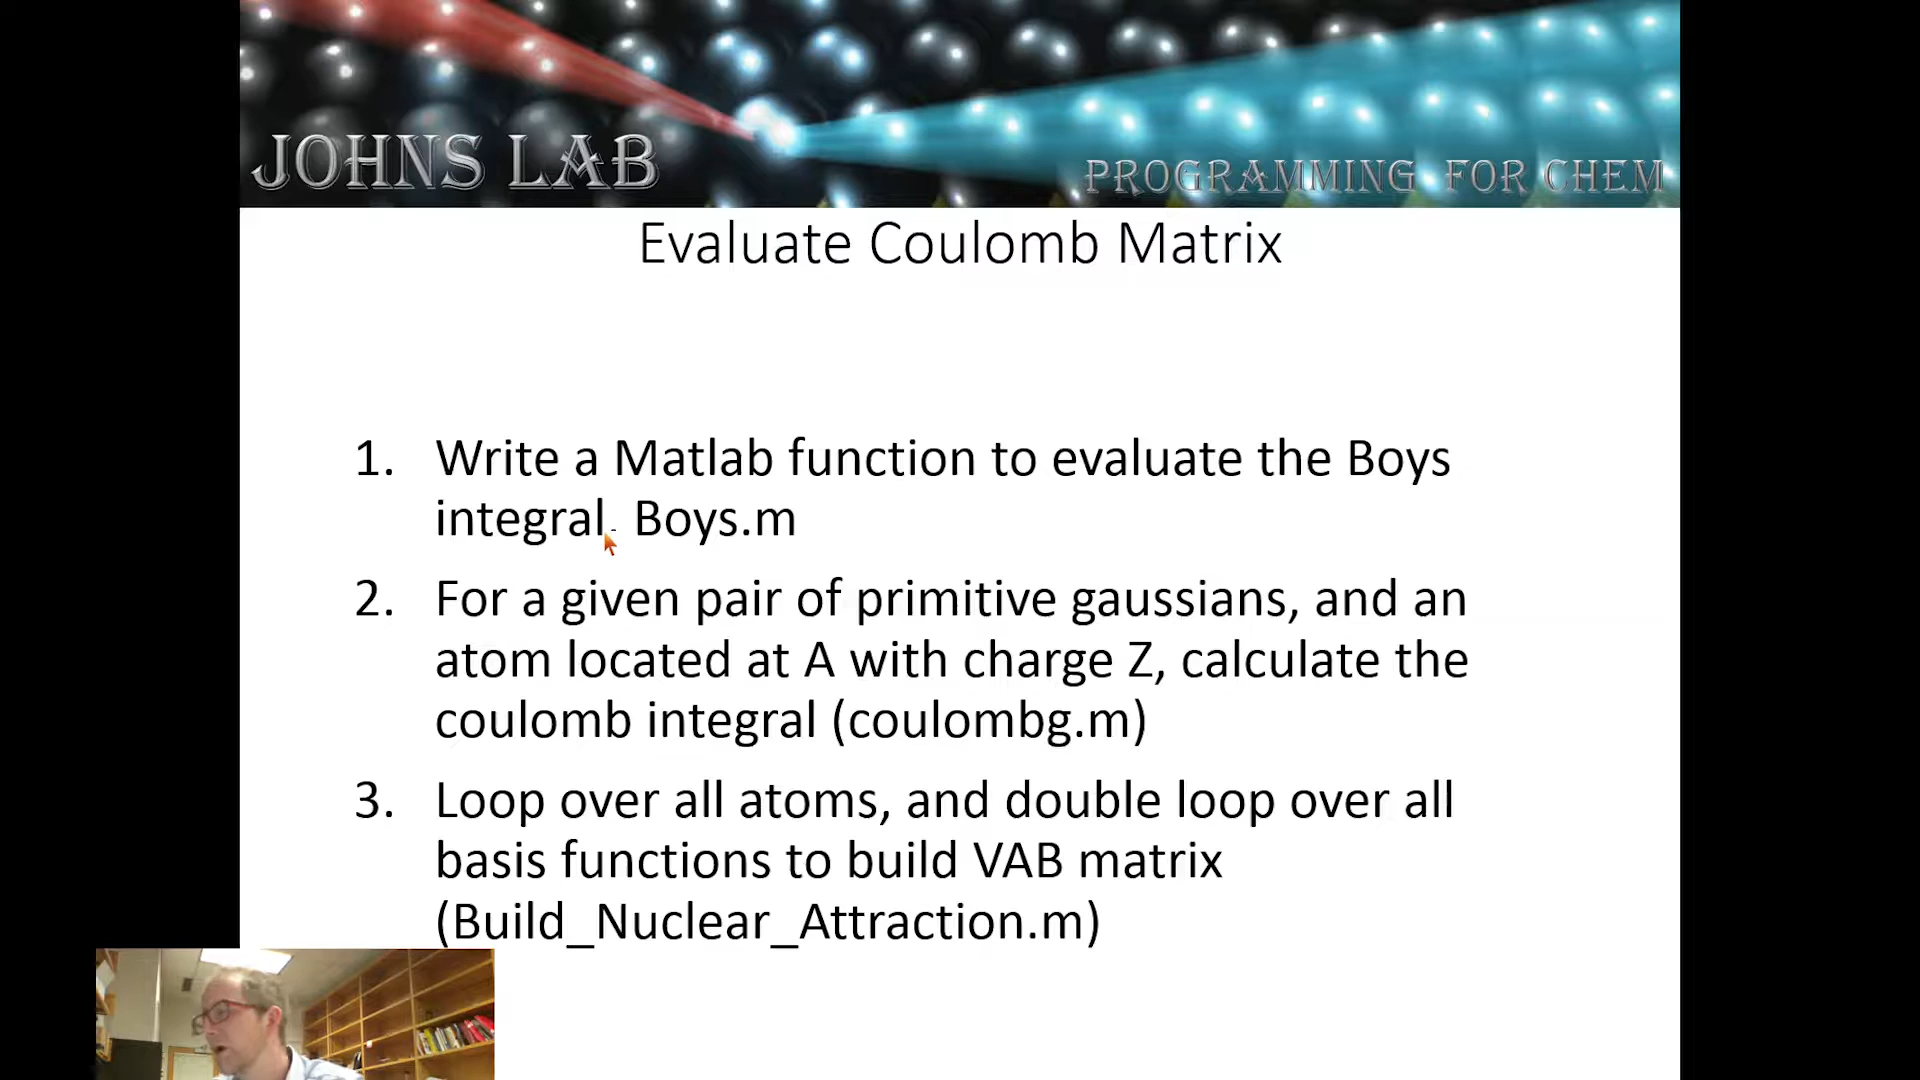 JOHNS LAB
PROGRAMMING FOR CHEM
Evaluate Coulomb Matrix
1. Write a Matlab function to evaluate the Boys
integral. Boys.m
2. For a given pair of primitive gaussians, and an
atom located at A with charge Z, calculate the
coulomb integral (coulombg.m)
3. Loop over all atoms, and double loop over all
basis functions to build VAB matrix
(Build_Nuclear_Attraction.m)